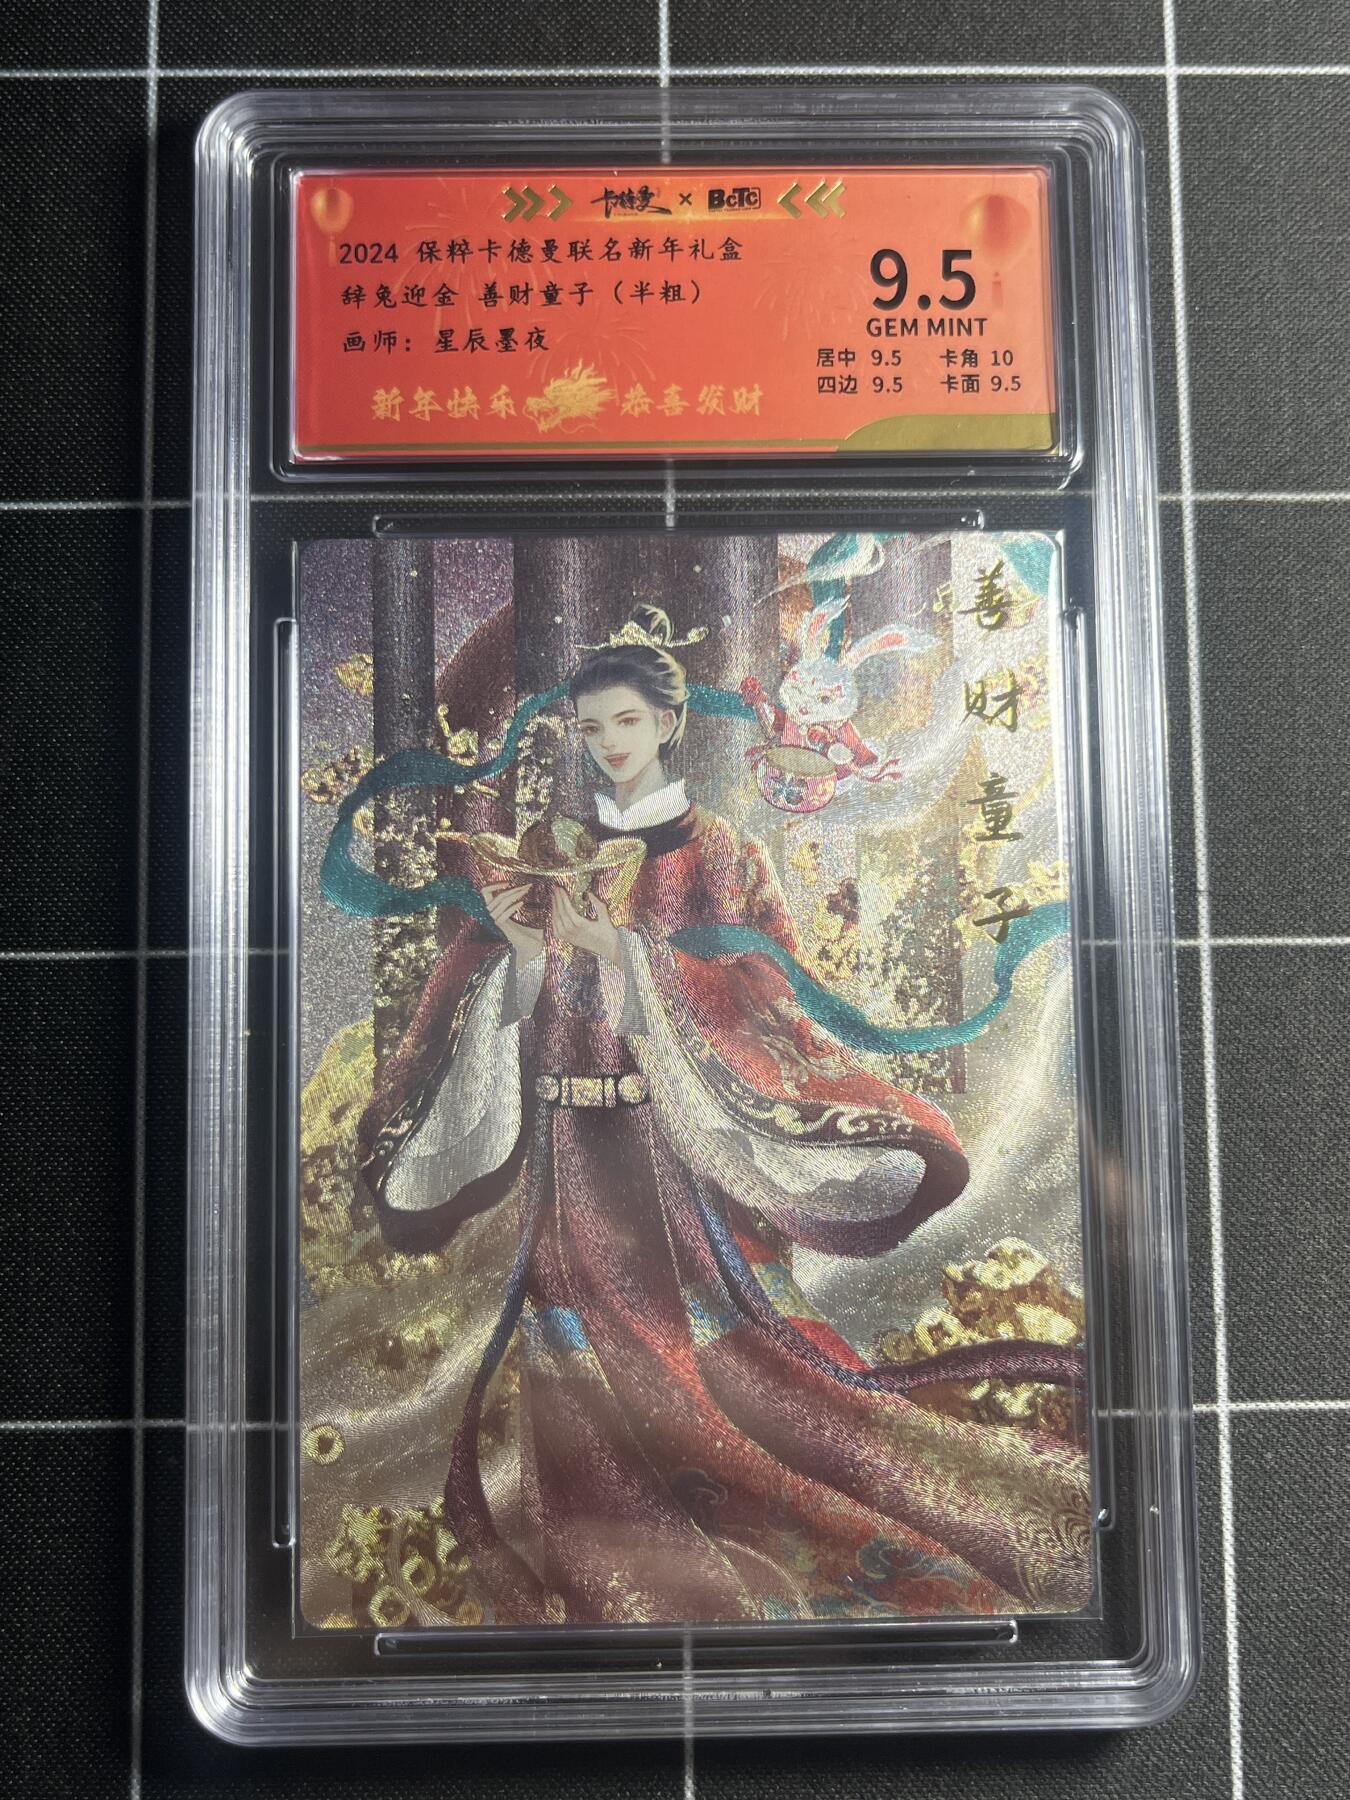 卡德曼 × BCTC
2024 保粹卡德曼联名新年礼盒
辞兔迎金 善财童子（半粗）
画师：星辰墨夜
新年快乐 恭喜发财
9.5
GEM MINT
居中 9.5 卡角 10
四边 9.5 卡面 9.5
善财童子